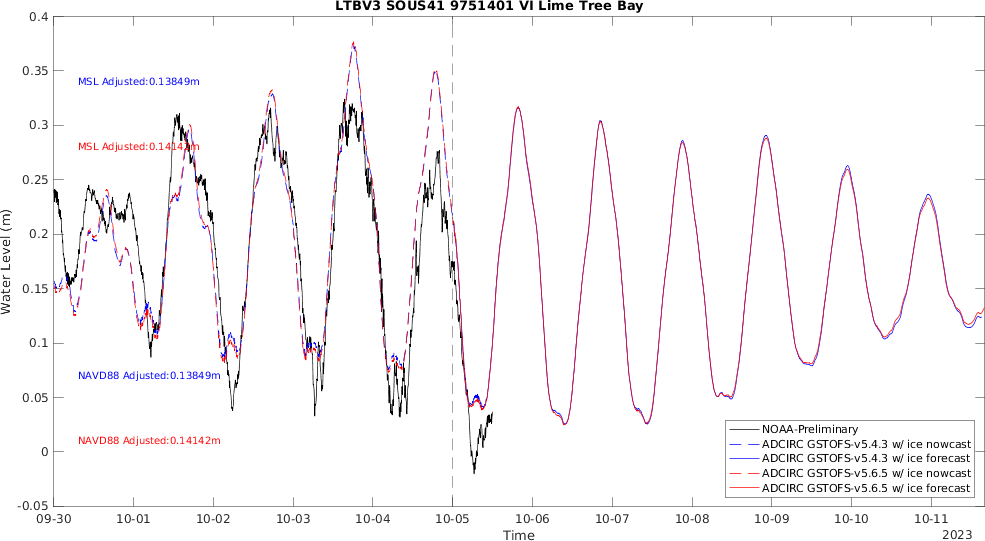 LTBV3 SOUS41 9751401 VI Lime Tree Bay
0.4
0.35
0.3
0.25
0.2
0.15
0.1
0.05
0
-0.05
Water Level (m)
MSL Adjusted:0.13849m
MSL Adjusted:0.14142m
NAVD88 Adjusted:0.13849m
NAVD88 Adjusted:0.14142m
NOAA-Preliminary
ADCIRC GSTOFS-v5.4.3 w/ ice nowcast
ADCIRC GSTOFS-v5.4.3 w/ ice forecast
ADCIRC GSTOFS-v5.6.5 w/ ice nowcast
ADCIRC GSTOFS-v5.6.5 w/ ice forecast
09-30 10-01 10-02 10-03 10-04 10-05 10-06 10-07 10-08 10-09 10-10 10-11
Time
2023